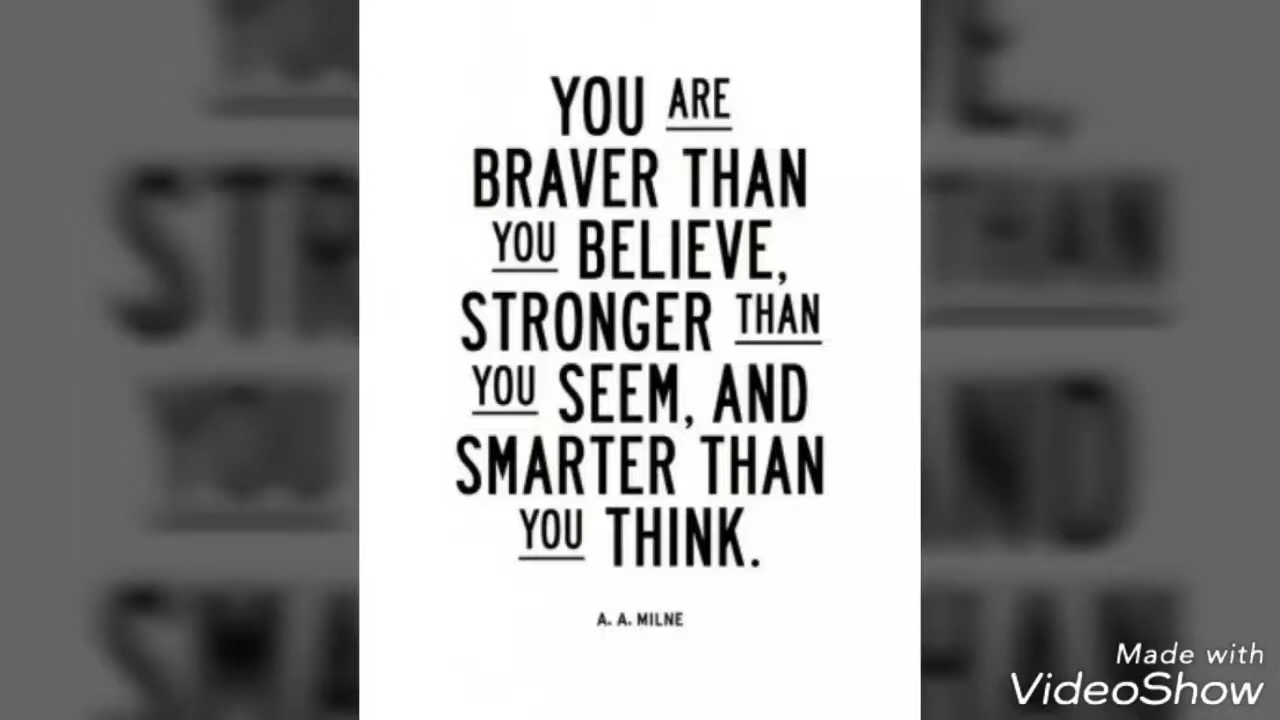 YOU ARE
BRAVER THAN
YOU BELIEVE,
STRONGER THAN
YOU SEEM, AND
SMARTER THAN
YOU THINK.
A. A. MILNE
Made with
VideoShow